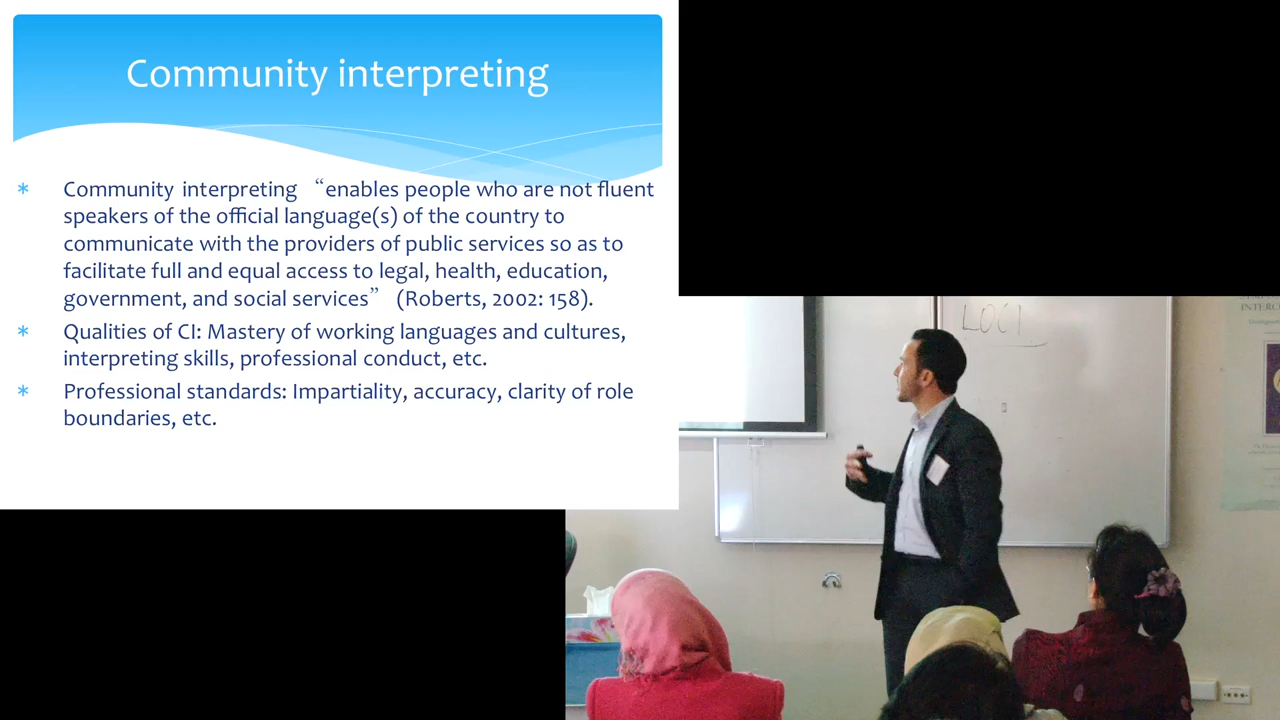 Community interpreting
* Community interpreting “enables people who are not fluent
speakers of the official language(s) of the country to
communicate with the providers of public services so as to
facilitate full and equal access to legal, health, education,
government, and social services” (Roberts, 2002: 158).
* Qualities of CI: Mastery of working languages and cultures,
interpreting skills, professional conduct, etc.
* Professional standards: Impartiality, accuracy, clarity of role
boundaries, etc.
LOCI